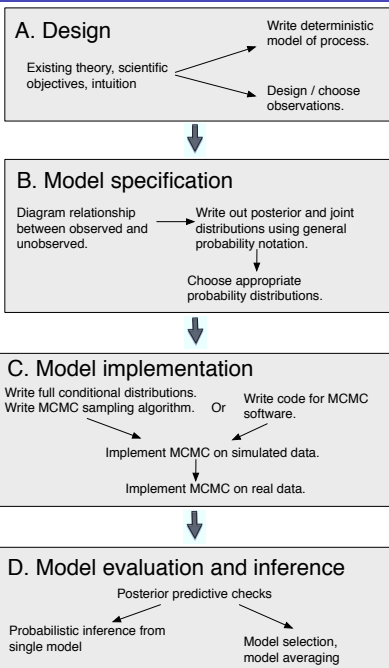 A. Design
Write deterministic
model of process.
Existing theory, scientific
objectives, intuition
Design / choose
observations.
B. Model specification
Diagram relationship
between observed and
unobserved.
Write out posterior and joint
distributions using general
probability notation.
Choose appropriate
probability distributions.
C. Model implementation
Write full conditional distributions.
Write MCMC sampling algorithm.
Or
Write code for MCMC
software.
Implement MCMC on simulated data.
Implement MCMC on real data.
D. Model evaluation and inference
Posterior predictive checks
Probabilistic inference from
single model
Model selection,
model averaging